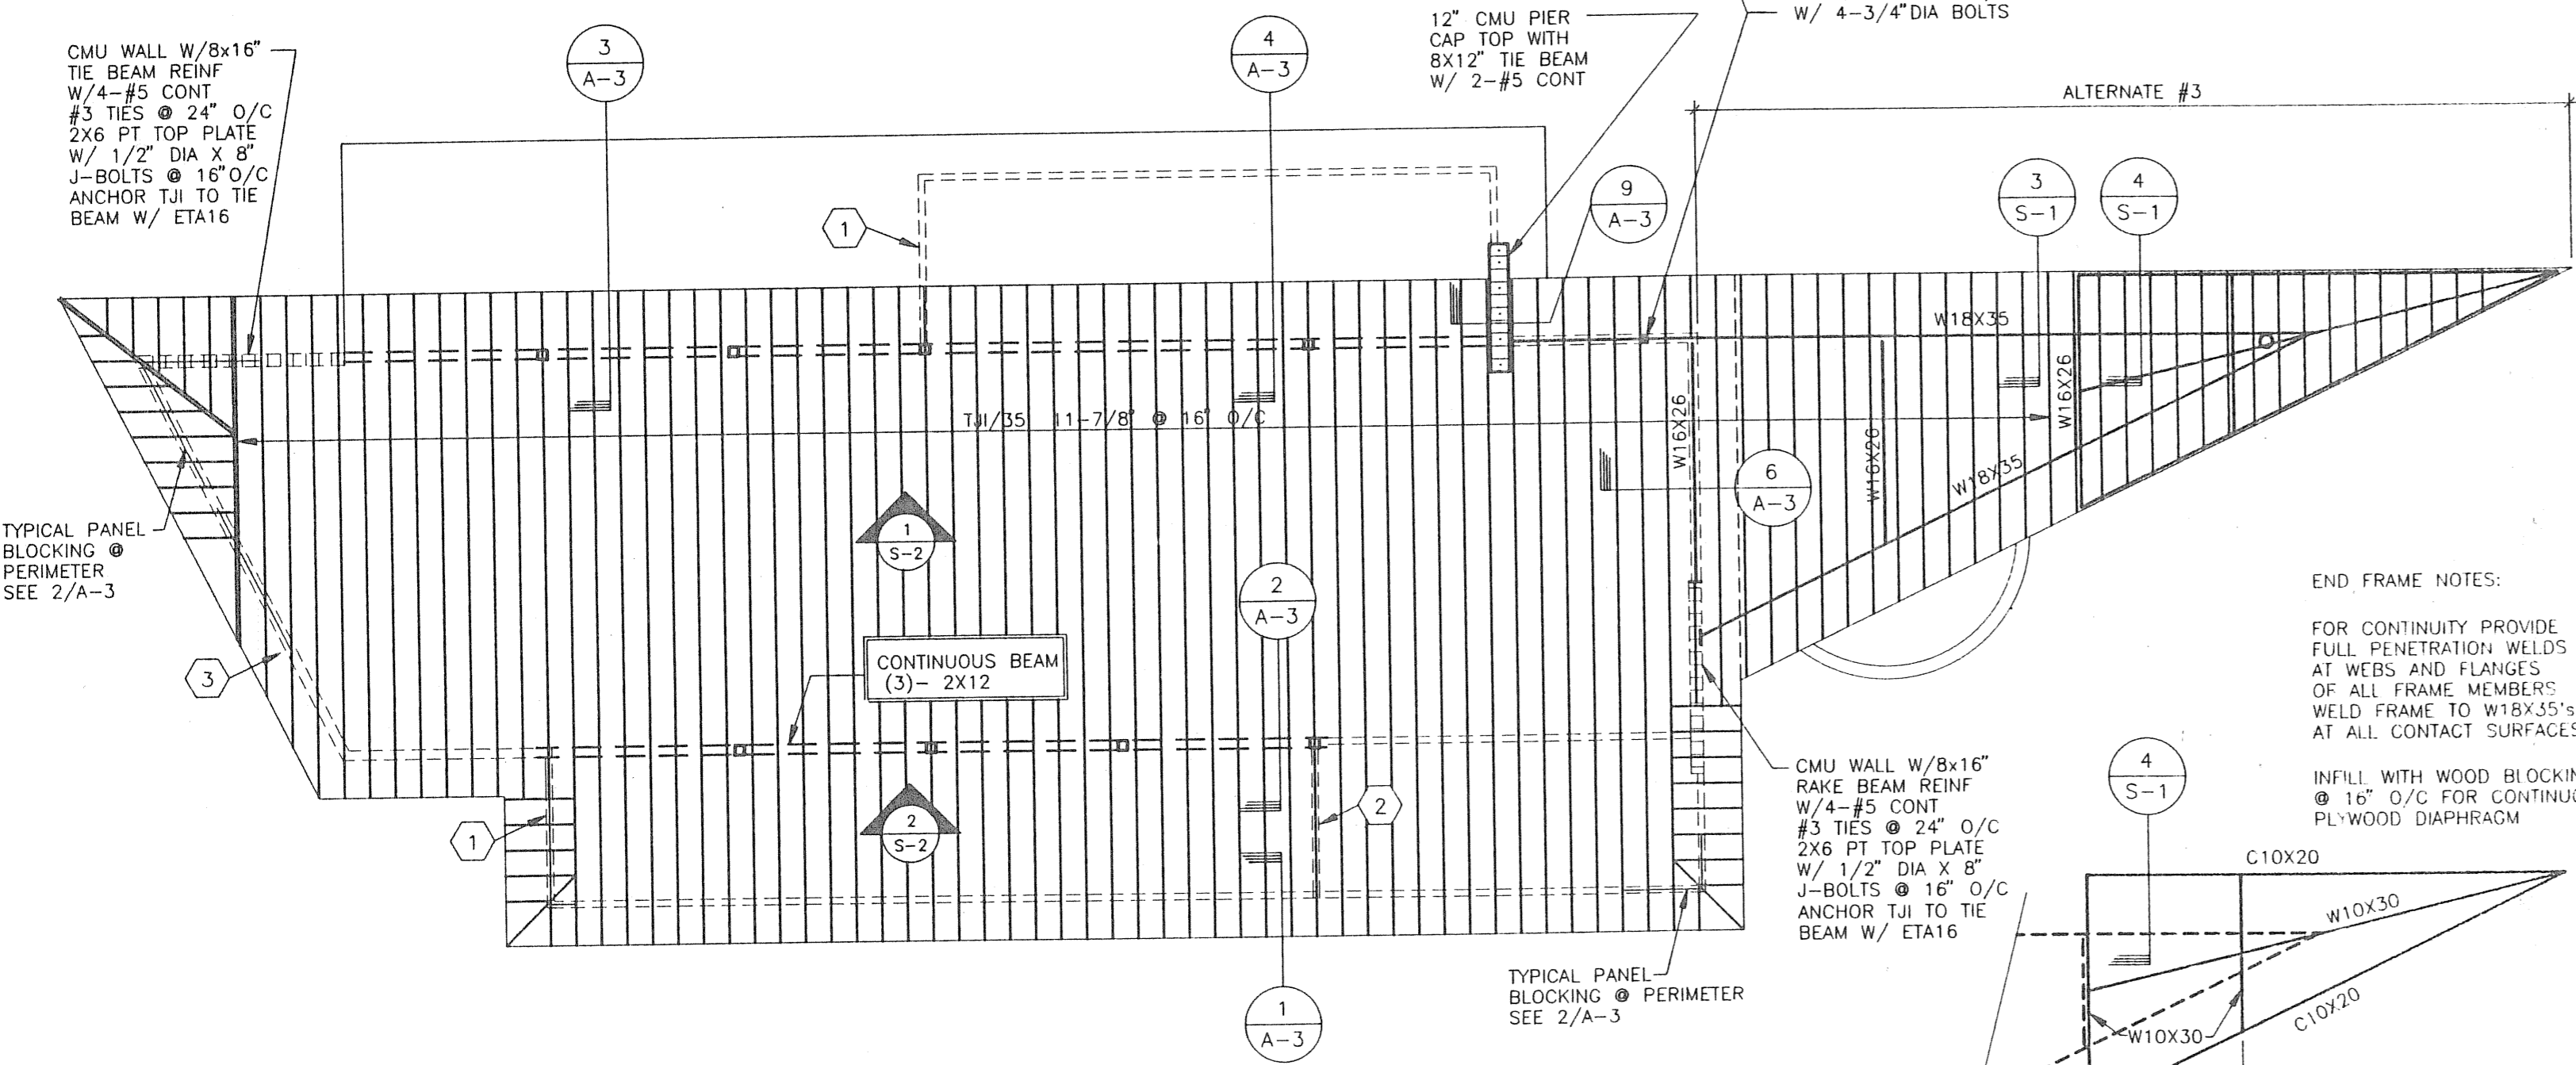 CMU WALL W/8x16"
TIE BEAM REINF
W/4-#5 CONT
#3 TIES @ 24" O/C
2X6 PT TOP PLATE
W/ 1/2" DIA X 8"
J-BOLTS @ 16"O/C
ANCHOR TJI TO TIE
BEAM W/ ETA16
3
A-3
4
A-3
12" CMU PIER
CAP TOP WITH
8X12" TIE BEAM
W/ 2-#5 CONT
W/ 4-3/4"DIA BOLTS
ALTERNATE #3
1
9
A-3
3
S-1
4
S-1
W18X35
W16X26
W16X26
W16X26
W18X35
TJI/35 11-7/8" @ 16" O/C
6
A-3
TYPICAL PANEL
BLOCKING @
PERIMETER
SEE 2/A-3
1
S-2
2
A-3
3
CONTINUOUS BEAM
(3)- 2X12
2
S-2
1
2
END FRAME NOTES:
FOR CONTINUITY PROVIDE
FULL PENETRATION WELDS
AT WEBS AND FLANGES
OF ALL FRAME MEMBERS
WELD FRAME TO W18X35's
AT ALL CONTACT SURFACES
INFILL WITH WOOD
@ 16" O/C FOR
PLYWOOD DIAPHRAGM
CMU WALL W/8x16"
RAKE BEAM REINF
W/4-#5 CONT
#3 TIES @ 24" O/C
2X6 PT TOP PLATE
W/ 1/2" DIA X 8"
J-BOLTS @ 16" O/C
ANCHOR TJI TO TIE
BEAM W/ ETA16
TYPICAL PANEL
BLOCKING @ PERIMETER
SEE 2/A-3
1
A-3
4
S-1
C10X20
W10X30
C10X20
W10X30